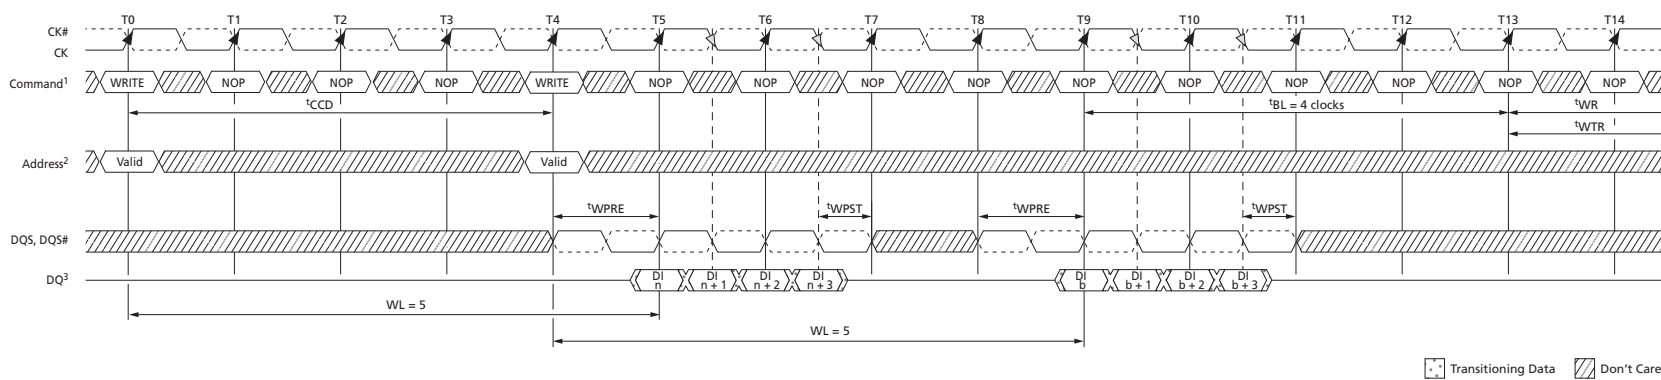 T0 T1 T2 T3 T4 T5 T6 T7 T8 T9 T10 T11 T12 T13 T14
CK#
CK
Command1 WRITE NOP NOP NOP WRITE NOP NOP NOP NOP NOP NOP NOP NOP NOP NOP
tCCD tBL = 4 clocks tWR
tWTR
Address2 Valid Valid
tWPRE tWPST tWPRE tWPST
DQS, DQS#
DQ3 DI n DI n + 1 DI n + 2 DI n + 3 DI b DI b + 1 DI b + 2 DI b + 3
WL = 5
WL = 5
Transitioning Data Don't Care